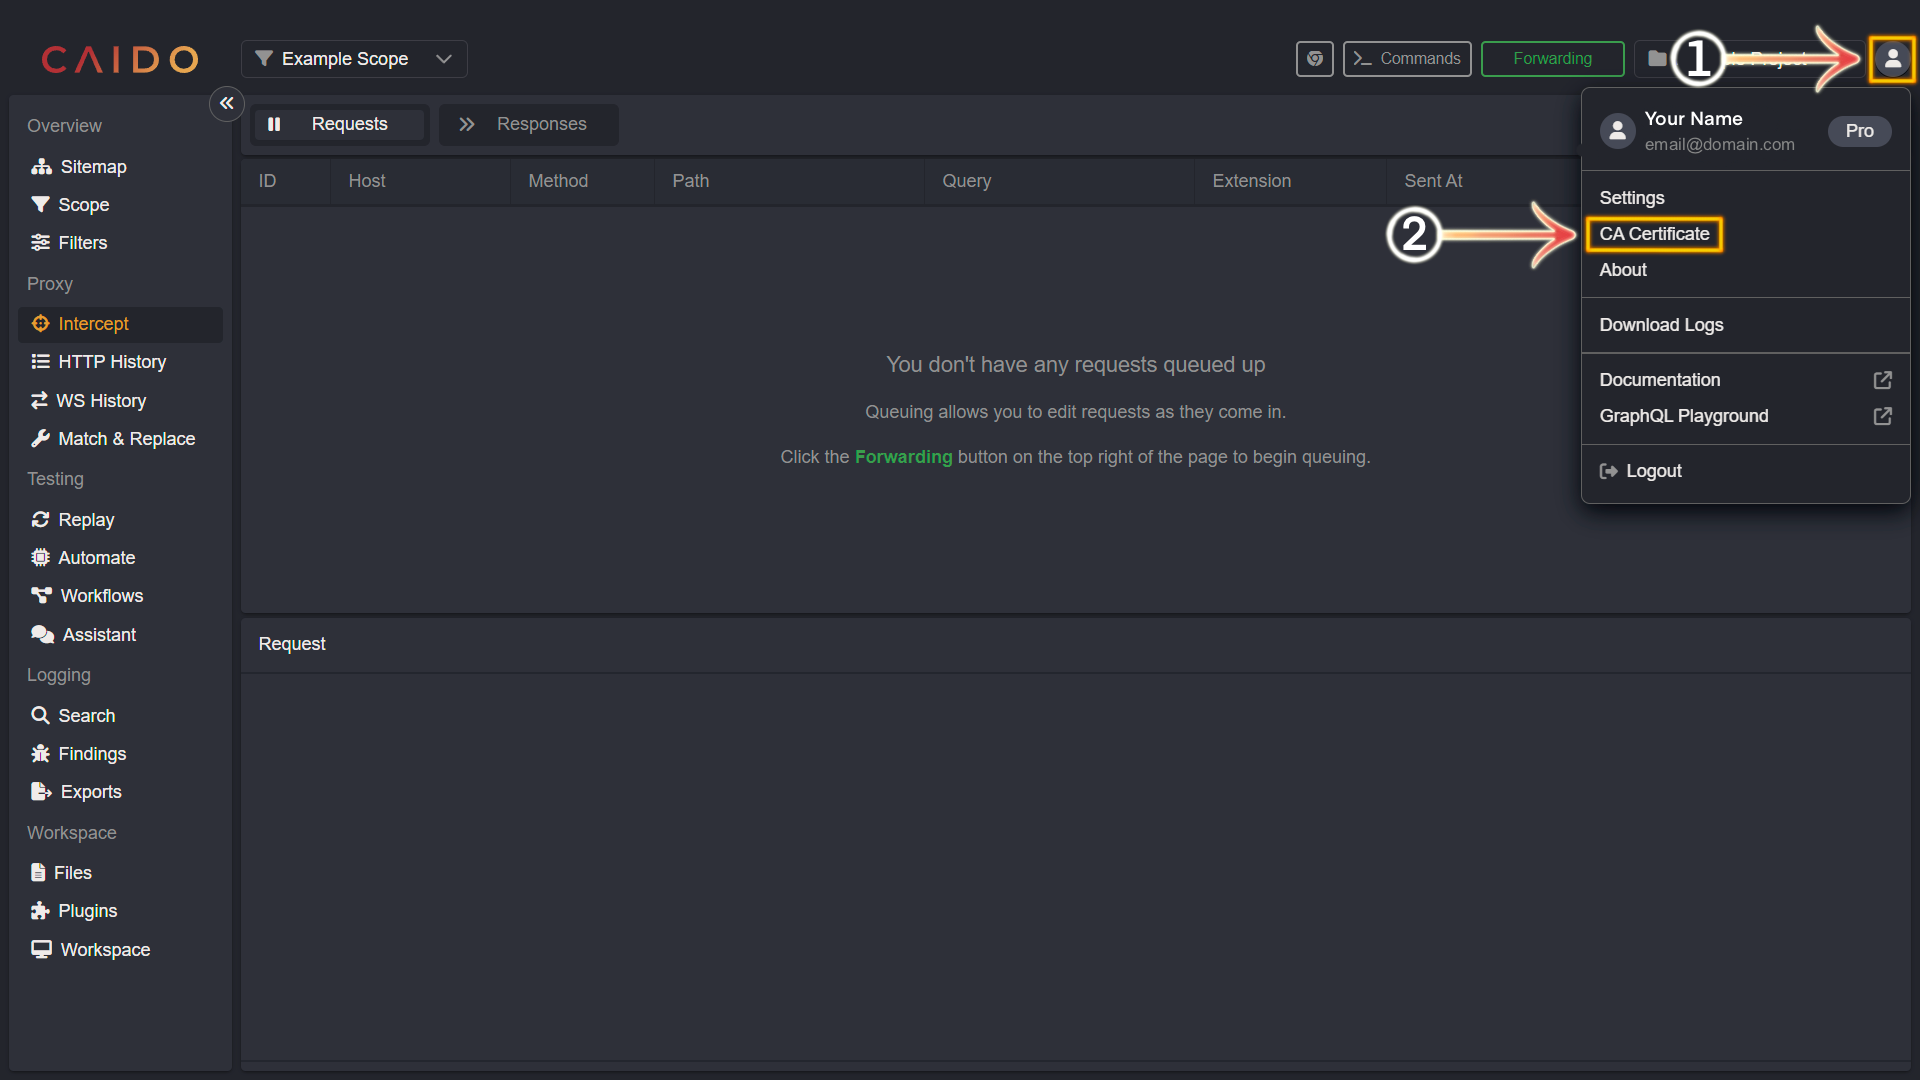 CAIDO
Example Scope
Commands
Forwarding
1
Project
Overview
Sitemap
Scope
Filters
Proxy
Intercept
HTTP History
WS History
Match & Replace
Testing
Replay
Automate
Workflows
Assistant
Logging
Search
Findings
Exports
Workspace
Files
Plugins
Workspace
Requests
Responses
ID
Host
Method
Path
Query
Extension
Sent At
You don't have any requests queued up
Queuing allows you to edit requests as they come in.
Click the Forwarding button on the top right of the page to begin queuing.
Request
Your Name
email@domain.com
Pro
Settings
2
CA Certificate
About
Download Logs
Documentation
GraphQL Playground
Logout